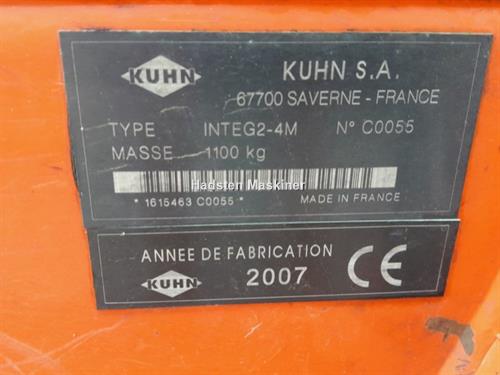 KUHN
KUHN S.A.
67700 SAVERNE - FRANCE
TYPE INTEG2-4M N° C0055
MASSE 1100 kg
Hadsten Maskiner
* 1615463 C0055 * MADE IN FRANCE
ANNEE DE FABRICATION
KUHN 2007 CE